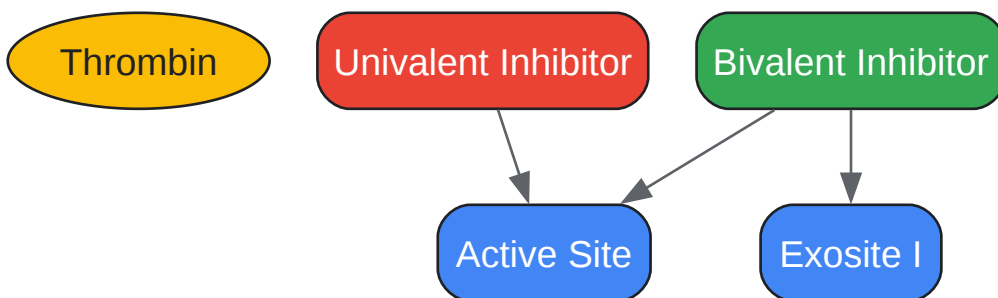 Thrombin
Univalent Inhibitor
Bivalent Inhibitor
Active Site
Exosite I